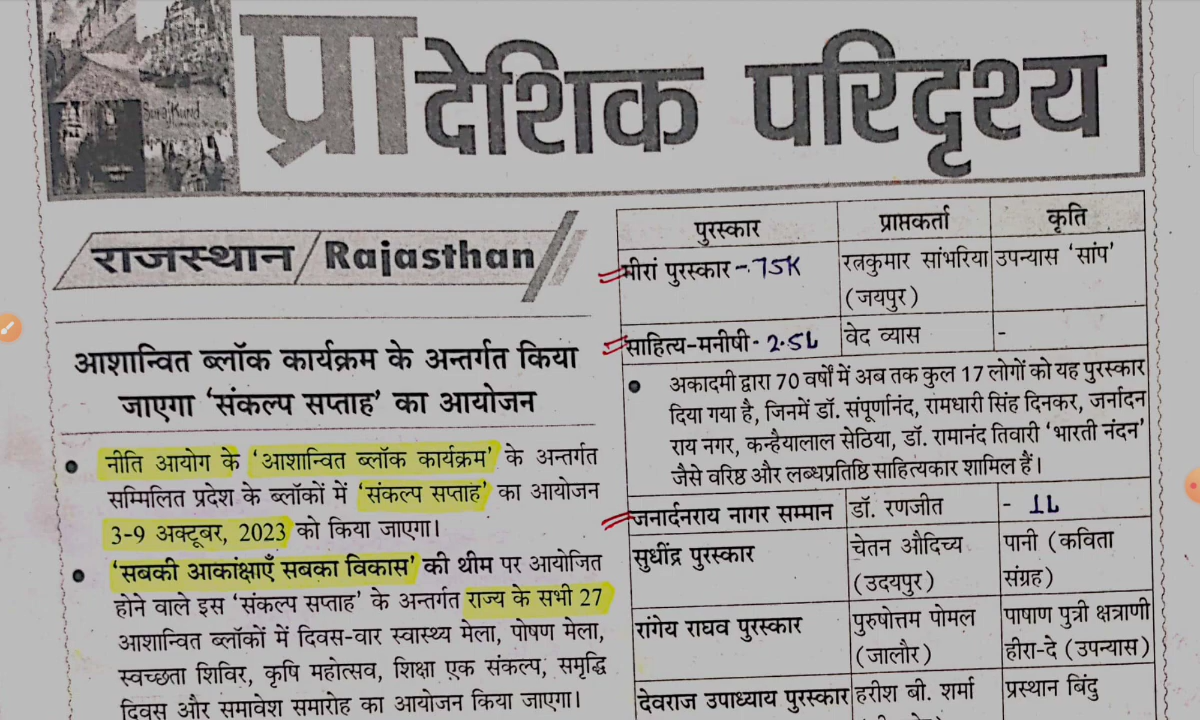 Surajkund
प्रादेशिक परिदृश्य
राजस्थान/Rajasthan
आशान्वित ब्लॉक कार्यक्रम के अन्तर्गत किया
जाएगा ‘संकल्प सप्ताह’ का आयोजन
● नीति आयोग के ‘आशान्वित ब्लॉक कार्यक्रम’ के अन्तर्गत
सम्मिलित प्रदेश के ब्लॉकों में ‘संकल्प सप्ताह’ का आयोजन
3-9 अक्टूबर, 2023 को किया जाएगा।
● ‘सबकी आकांक्षाएँ सबका विकास’ की थीम पर आयोजित
होने वाले इस ‘संकल्प सप्ताह’ के अन्तर्गत राज्य के सभी 27
आशान्वित ब्लॉकों में दिवस-वार स्वास्थ्य मेला, पोषण मेला,
स्वच्छता शिविर, कृषि महोत्सव, शिक्षा एक संकल्प, समृद्धि
दिवस और समावेश समारोह का आयोजन किया जाएगा।
पुरस्कार प्राप्तकर्ता कृति
मीरां पुरस्कार - 75K रत्नकुमार सांभरिया उपन्यास ‘सांप’
(जयपुर)
साहित्य-मनीषी - 2.5L वेद व्यास -
● अकादमी द्वारा 70 वर्षों में अब तक कुल 17 लोगों को यह पुरस्कार
दिया गया है, जिनमें डॉ. संपूर्णानंद, रामधारी सिंह दिनकर, जर्नादन
राय नगर, कन्हैयालाल सेठिया, डॉ. रामानंद तिवारी ‘भारती नंदन’
जैसे वरिष्ठ और लब्धप्रतिष्ठि साहित्यकार शामिल हैं।
जनार्दनराय नागर सम्मान डॉ. रणजीत - 1L
सुधींद्र पुरस्कार चेतन औदिच्य पानी (कविता
(उदयपुर) संग्रह)
रांगेय राघव पुरस्कार पुरुषोत्तम पोमल पाषाण पुत्री क्षत्राणी
(जालौर) हीरा-दे (उपन्यास)
देवराज उपाध्याय पुरस्कार हरीश बी. शर्मा प्रस्थान बिंदु